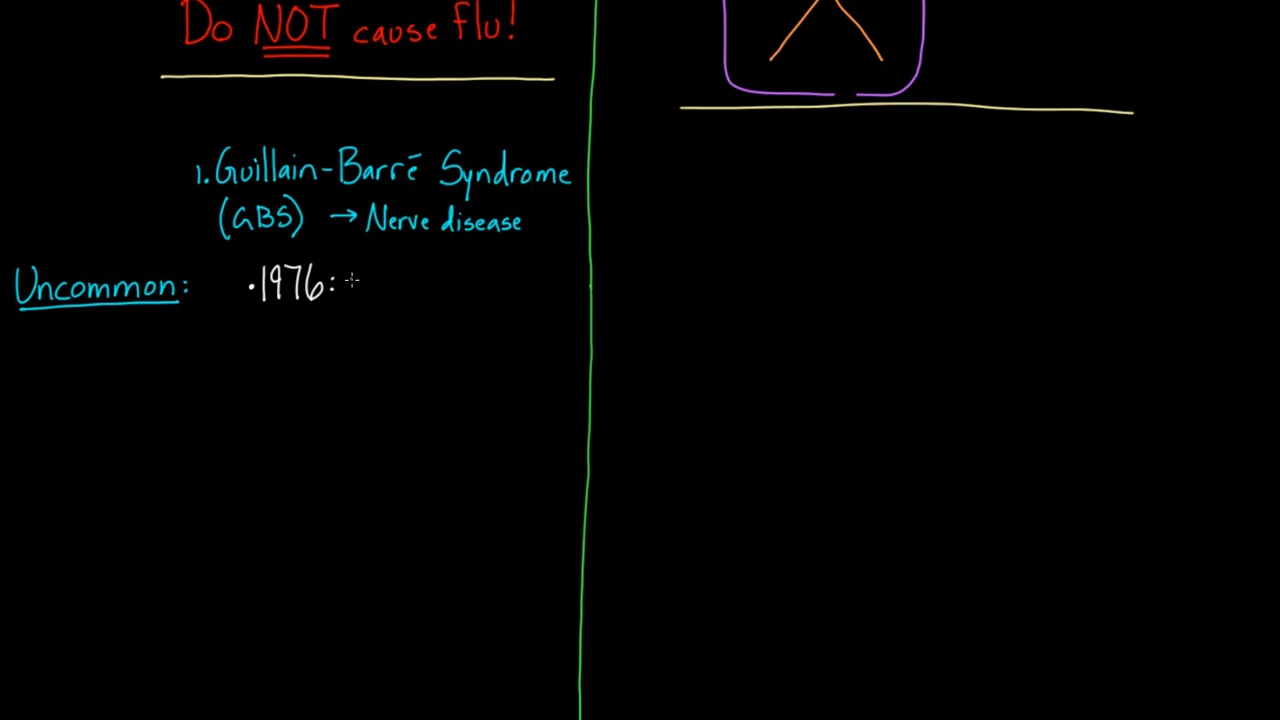 Do NOT cause flu!
1. Guillain-Barré Syndrome
(GBS) → Nerve disease
Uncommon: •1976: